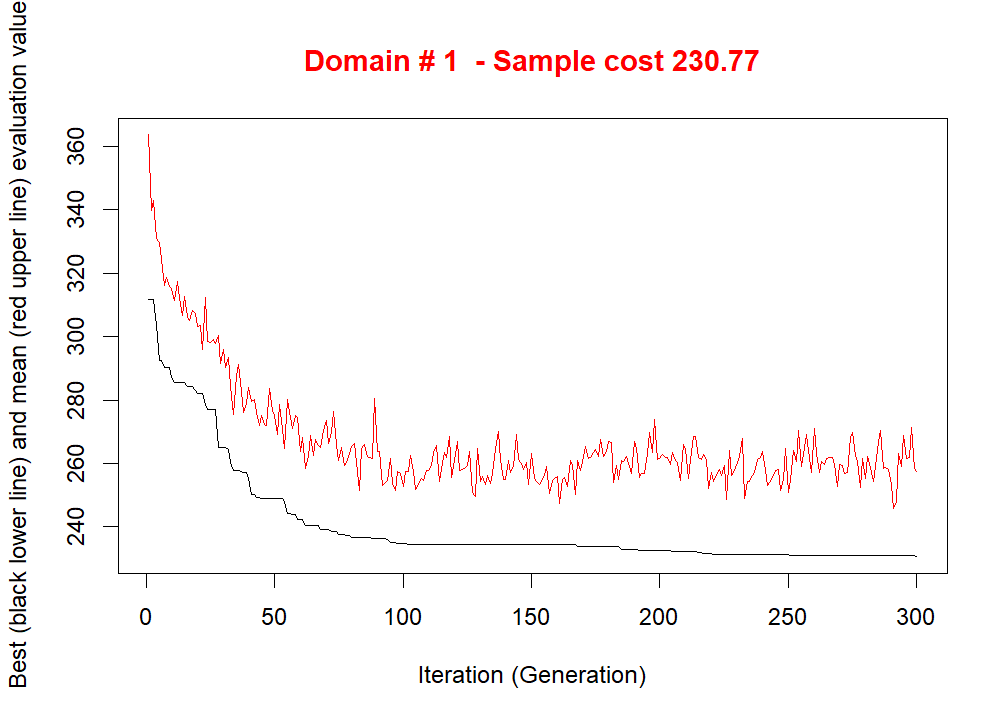 Domain # 1  - Sample cost 230.77
Best (black lower line) and mean (red upper line) evaluation value
360
340
320
300
280
260
240
0 50 100 150 200 250 300
Iteration (Generation)